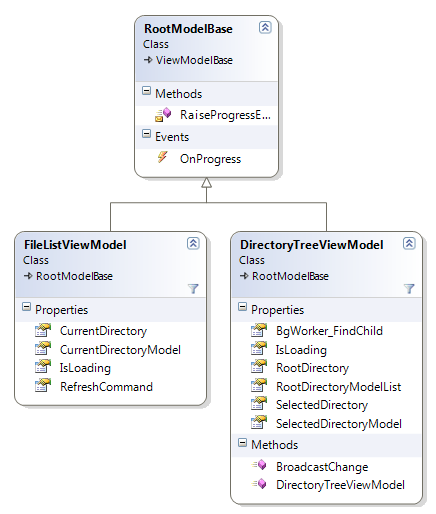 RootModelBase
Class
ViewModelBase
Methods
RaiseProgressE...
Events
OnProgress
FileListViewModel
Class
RootModelBase
Properties
CurrentDirectory
CurrentDirectoryModel
IsLoading
RefreshCommand
DirectoryTreeViewModel
Class
RootModelBase
Properties
BgWorker_FindChild
IsLoading
RootDirectory
RootDirectoryModelList
SelectedDirectory
SelectedDirectoryModel
Methods
BroadcastChange
DirectoryTreeViewModel